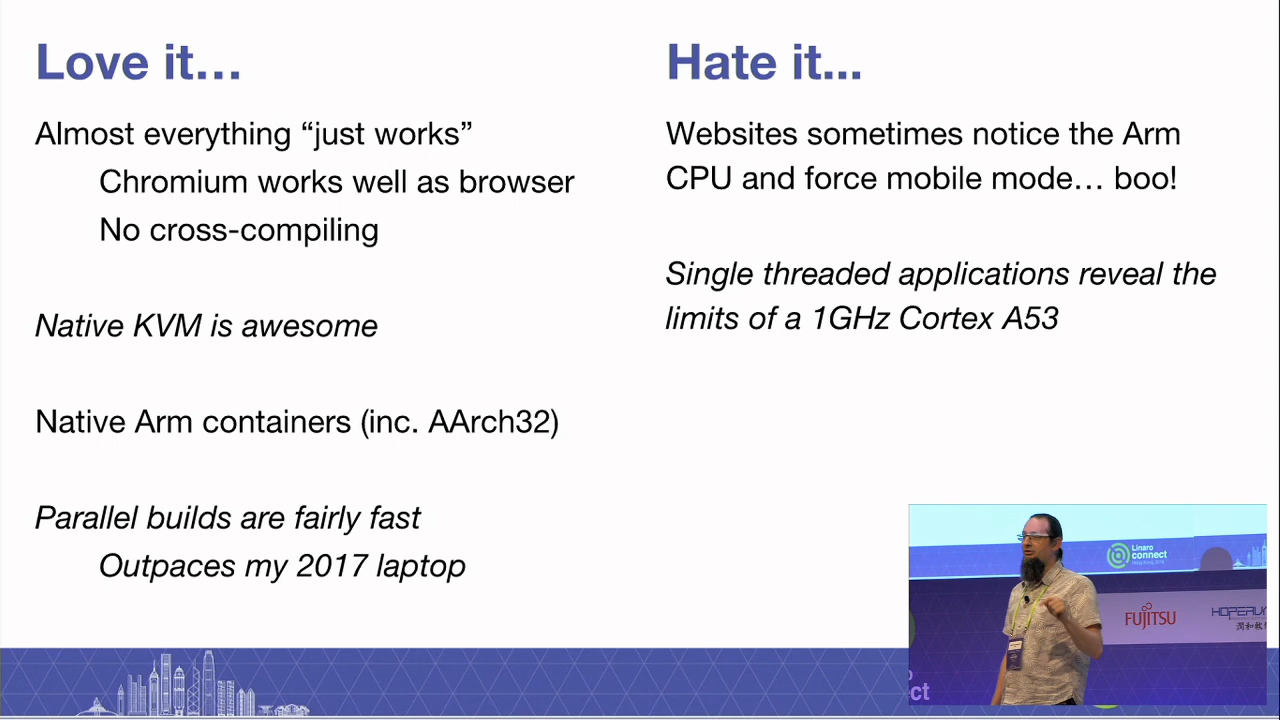 Love it…
Almost everything “just works”
Chromium works well as browser
No cross-compiling
Native KVM is awesome
Native Arm containers (inc. AArch32)
Parallel builds are fairly fast
Outpaces my 2017 laptop
Hate it...
Websites sometimes notice the Arm
CPU and force mobile mode… boo!
Single threaded applications reveal the
limits of a 1GHz Cortex A53
Linaro
connect
FUJITSU
ct